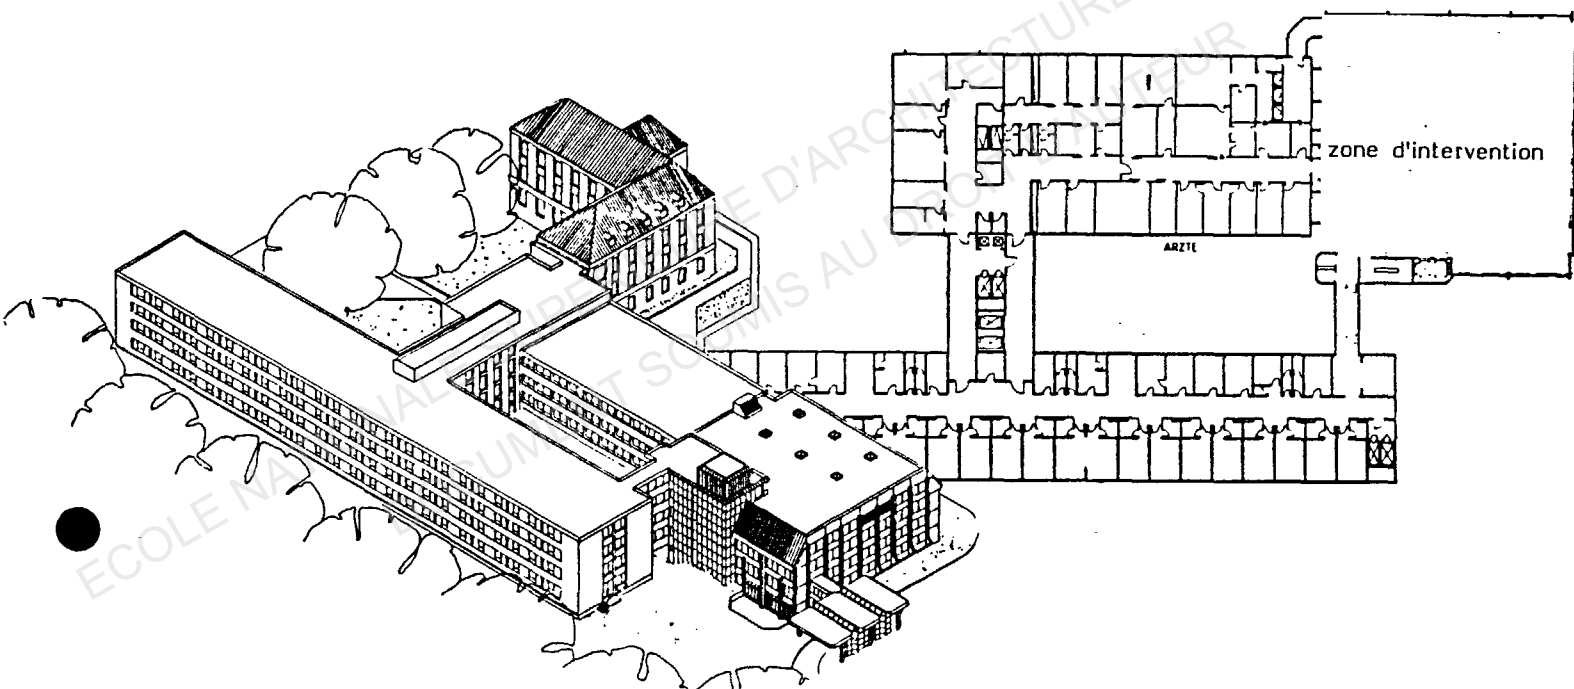 zone d'intervention
ARZTE
ECOLE NATIONALE SUPERIEURE D'ARCHITECTURE
DOCUMENT SOUMIS AU DROIT D'AUTEUR